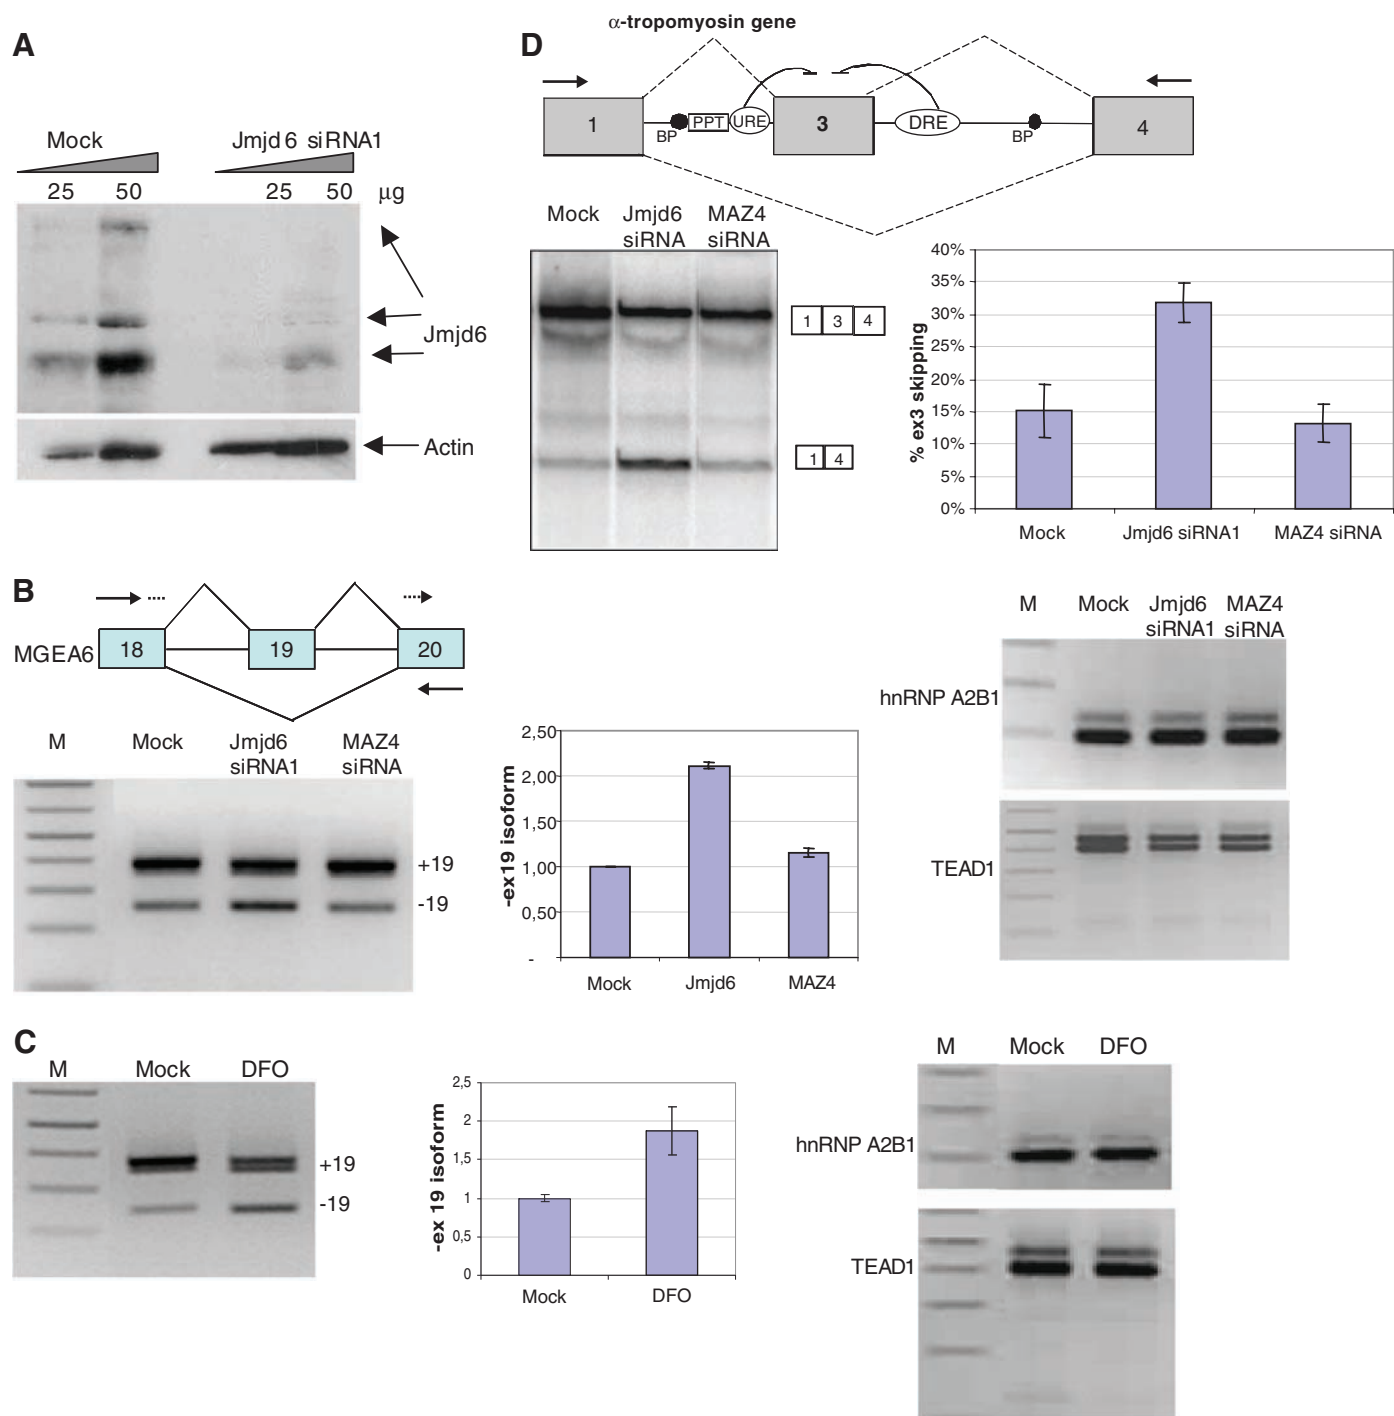 A
Mock
Jmjd 6 siRNA1
25
50
25
50
µg
Jmjd6
Actin
D
α-tropomyosin gene
1
BP
PPT
URE
3
DRE
BP
4
Mock
Jmjd6
siRNA
MAZ4
siRNA
1 3 4
1 4
% ex3 skipping
40%
35%
30%
25%
20%
15%
10%
5%
0%
Mock
Jmjd6 siRNA1
MAZ4 siRNA
B
MGEA6
18
19
20
M
Mock
Jmjd6
siRNA1
MAZ4
siRNA
+19
-19
-ex19 isoform
2,50
2,00
1,50
1,00
0,50
-
Mock
Jmjd6
MAZ4
M
Mock
Jmjd6
siRNA1
MAZ4
siRNA
hnRNP A2B1
TEAD1
C
M
Mock
DFO
+19
-19
-ex 19 isoform
2,5
2
1,5
1
0,5
0
Mock
DFO
M
Mock
DFO
hnRNP A2B1
TEAD1